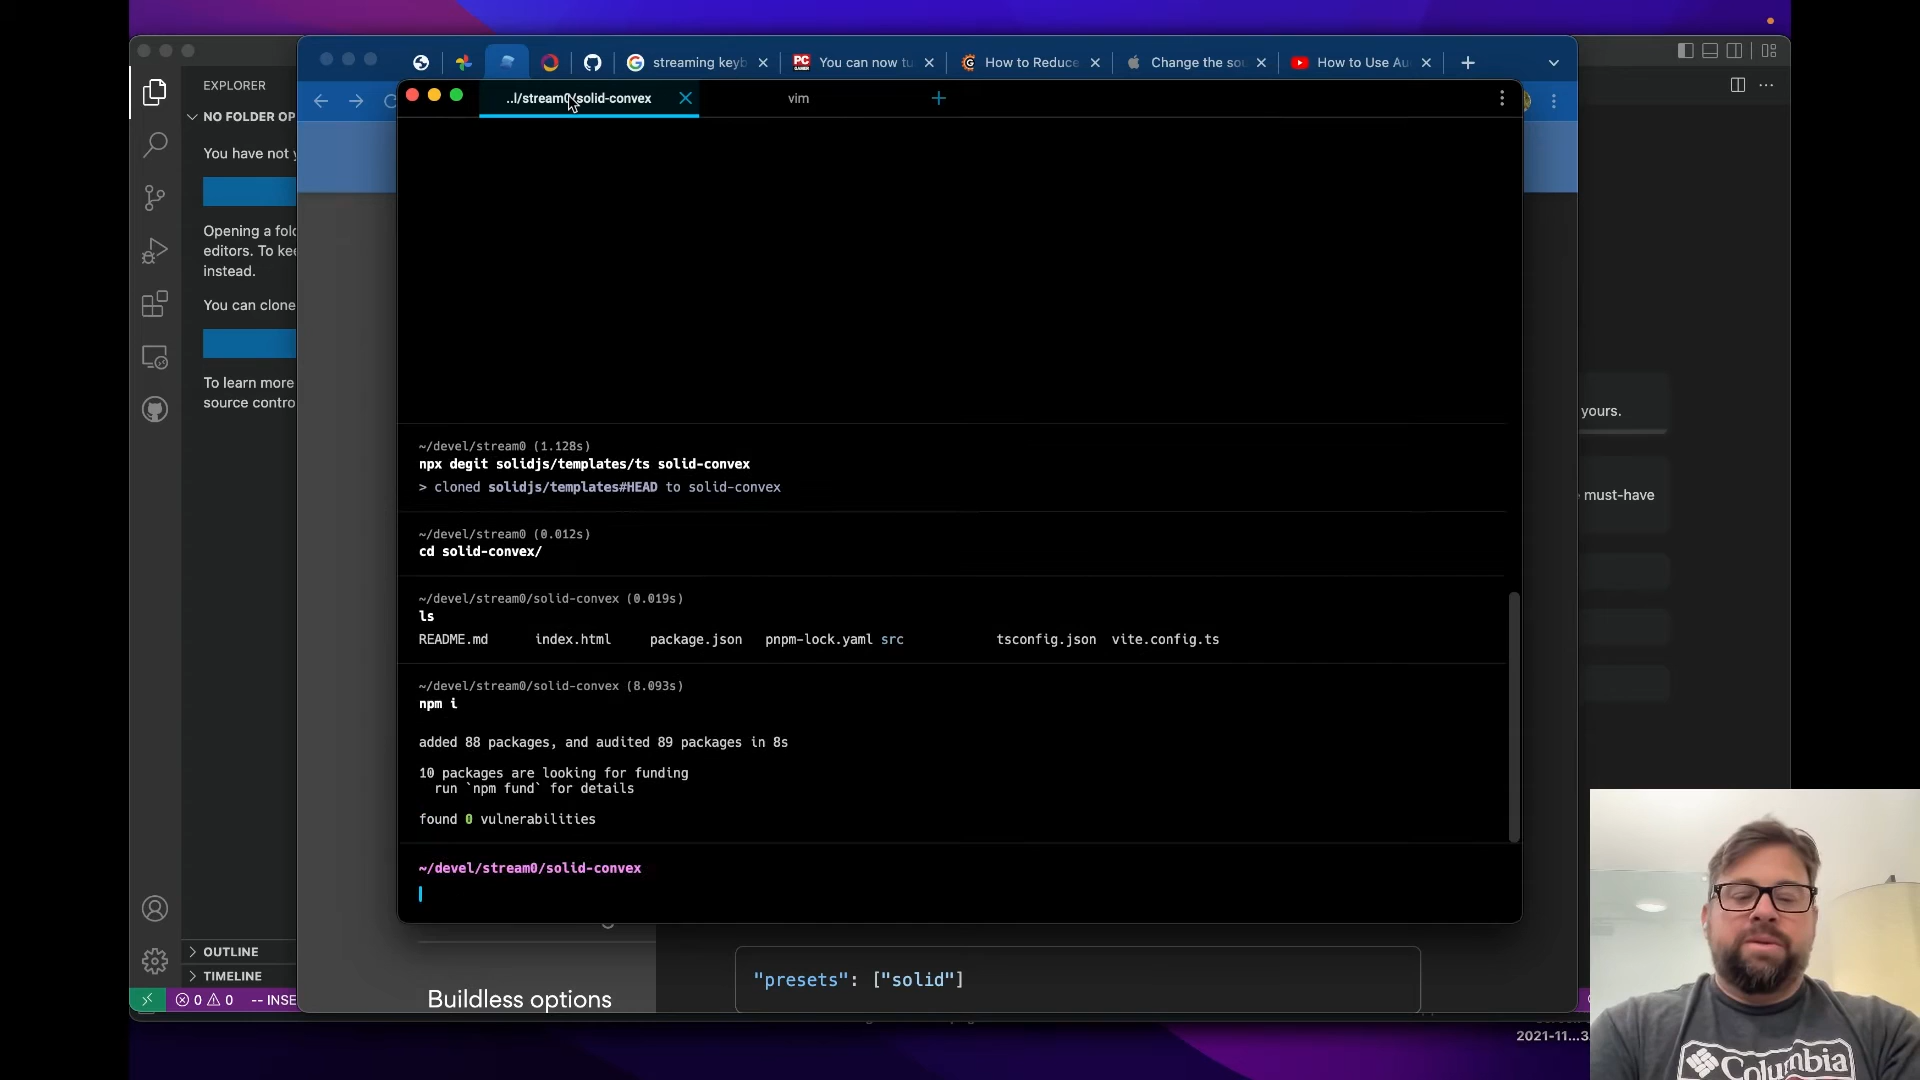 streaming keyb
You can now tu
How to Reduce
Change the sou
How to Use Au
EXPLORER
NO FOLDER OP
You have not y
Opening a fold
editors. To kee
instead.
You can clone
To learn more
source contro
OUTLINE
TIMELINE
0 0 -- INSE
..l/stream0/solid-convex
vim
~/devel/stream0 (1.128s)
npx degit solidjs/templates/ts solid-convex
> cloned solidjs/templates#HEAD to solid-convex
~/devel/stream0 (0.012s)
cd solid-convex/
~/devel/stream0/solid-convex (0.019s)
ls
README.md index.html package.json pnpm-lock.yaml src tsconfig.json vite.config.ts
~/devel/stream0/solid-convex (8.093s)
npm i
added 88 packages, and audited 89 packages in 8s
10 packages are looking for funding
run `npm fund` for details
found 0 vulnerabilities
~/devel/stream0/solid-convex
yours.
must-have
Buildless options
"presets": ["solid"]
2021-11...3
Columbia